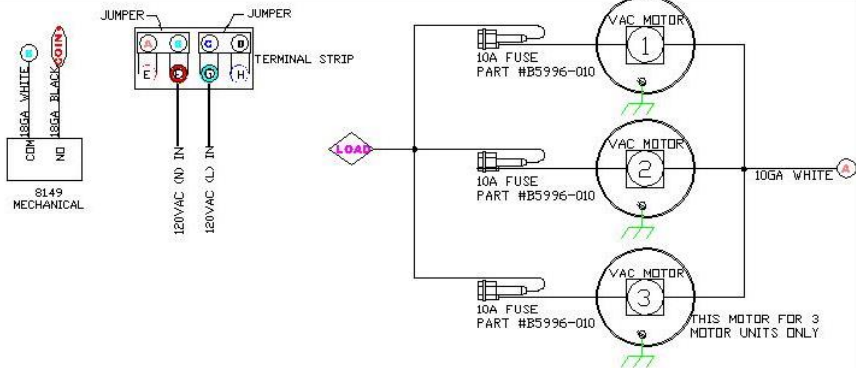 JUMPER
JUMPER
A B C D
E F G H
TERMINAL STRIP
120VAC (N) IN
120VAC (L) IN
B
COIN+
18GA WHITE
18GA BLACK
COM
NO
8149
MECHANICAL
LOAD
10A FUSE
PART #B5996-010
VAC MOTOR
1
10A FUSE
PART #B5996-010
VAC MOTOR
2
10GA WHITE
A
10A FUSE
PART #B5996-010
VAC MOTOR
3
THIS MOTOR FOR 3
MOTOR UNITS ONLY